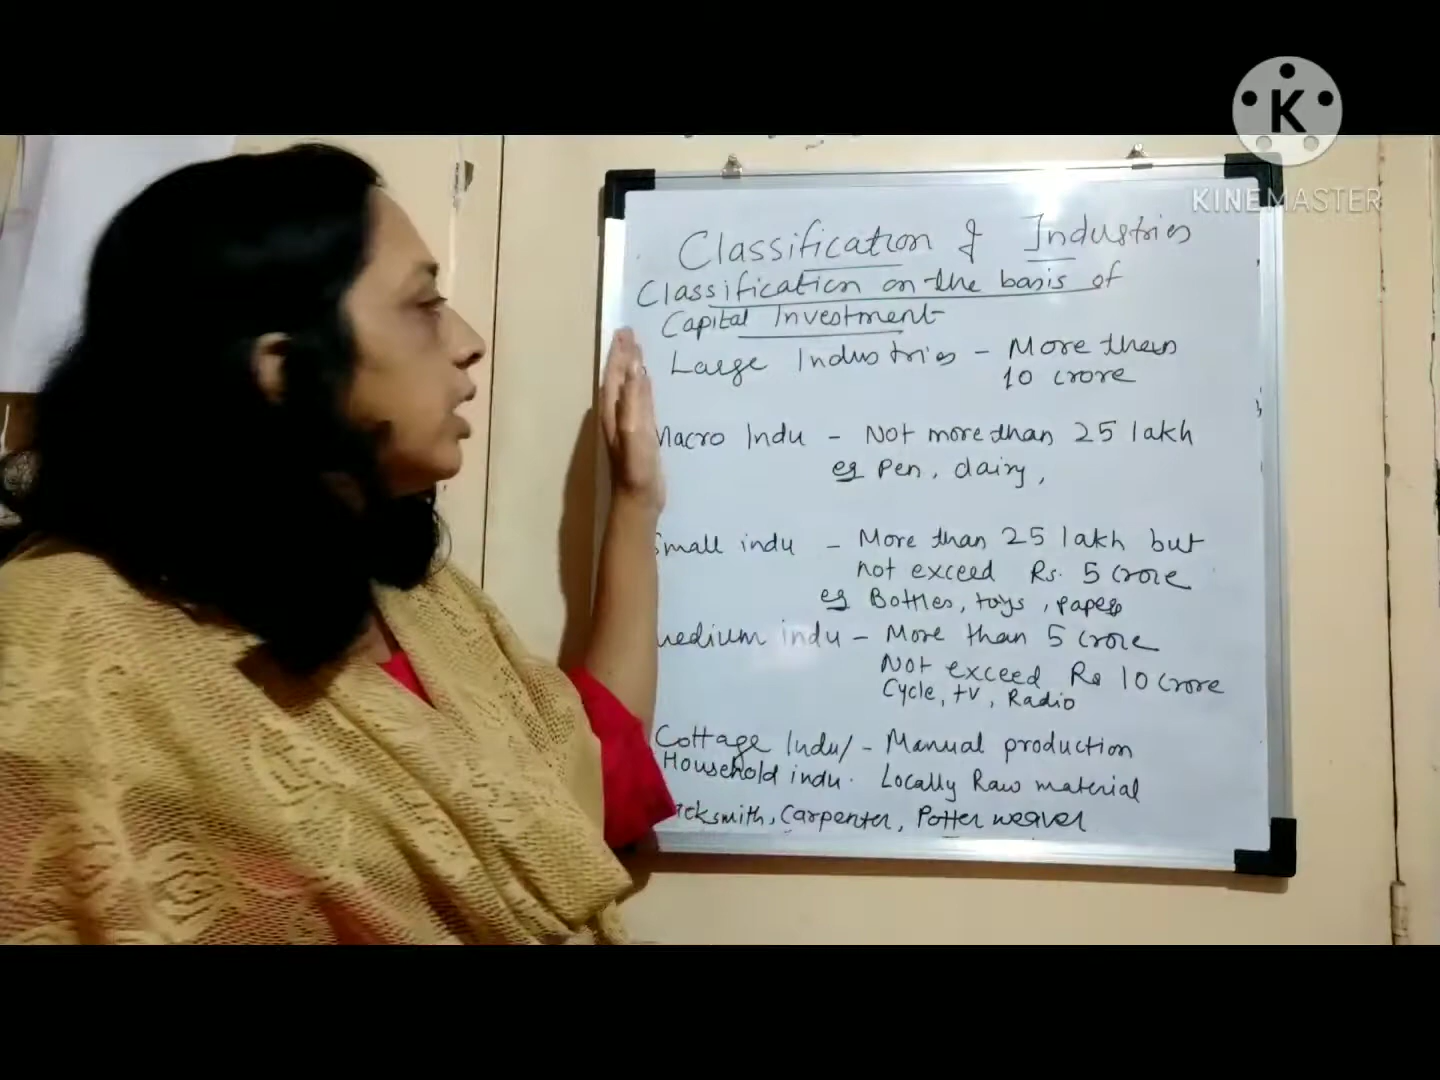 K
KINEMASTER
Classification of Industries
Classification on the basis of
Capital Investment
Large Industries - More than
10 crore
Macro Indu - Not more than 25 lakh
eg Pen, dairy,
Small indu - More than 25 lakh but
not exceed Rs. 5 crore
eg Bottles, toys, paper
medium indu - More than 5 crore
Not exceed Rs 10 crore
Cycle, tv, Radio
Cottage Indu/ - Manual production
Household indu. Locally Raw material
acksmith, Carpenter, Potter weaver